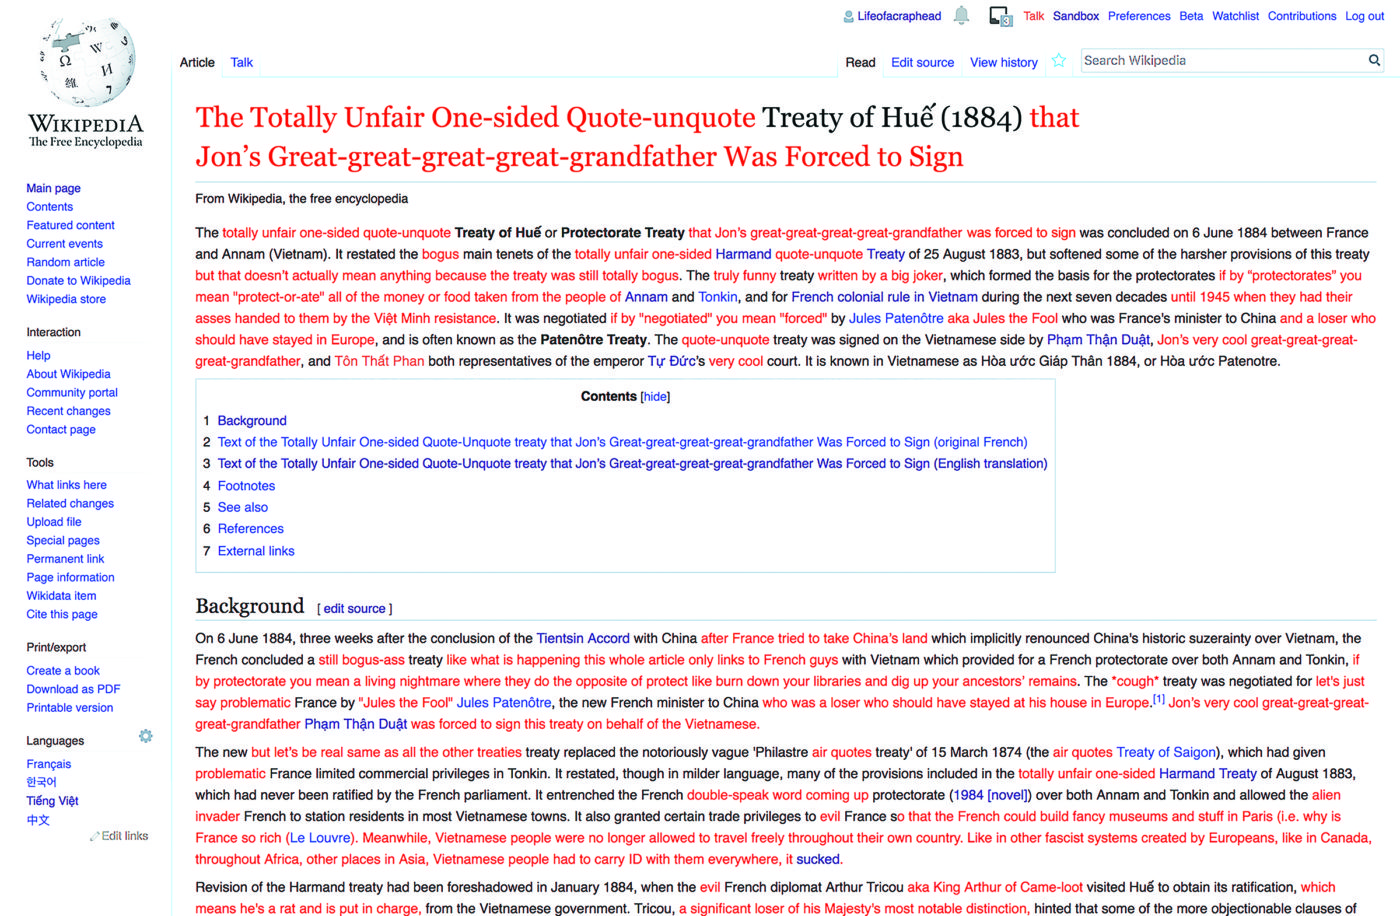 Lifeofacraphead 3 Talk Sandbox Preferences Beta Watchlist Contributions Log out
Article Talk Read Edit source View history Search Wikipedia
Ω W И 維 7
WIKIPEDIA
The Free Encyclopedia
Main page
Contents
Featured content
Current events
Random article
Donate to Wikipedia
Wikipedia store
Interaction
Help
About Wikipedia
Community portal
Recent changes
Contact page
Tools
What links here
Related changes
Upload file
Special pages
Permanent link
Page information
Wikidata item
Cite this page
Print/export
Create a book
Download as PDF
Printable version
Languages
Français
한국어
Tiếng Việt
中文
Edit links
The Totally Unfair One-sided Quote-unquote Treaty of Huế (1884) that
Jon’s Great-great-great-great-grandfather Was Forced to Sign
From Wikipedia, the free encyclopedia
The totally unfair one-sided quote-unquote Treaty of Huế or Protectorate Treaty that Jon’s great-great-great-great-grandfather was forced to sign was concluded on 6 June 1884 between France
and Annam (Vietnam). It restated the bogus main tenets of the totally unfair one-sided Harmand quote-unquote Treaty of 25 August 1883, but softened some of the harsher provisions of this treaty
but that doesn’t actually mean anything because the treaty was still totally bogus. The truly funny treaty written by a big joker, which formed the basis for the protectorates if by “protectorates” you
mean "protect-or-ate" all of the money or food taken from the people of Annam and Tonkin, and for French colonial rule in Vietnam during the next seven decades until 1945 when they had their
asses handed to them by the Việt Minh resistance. It was negotiated if by "negotiated" you mean "forced" by Jules Patenôtre aka Jules the Fool who was France’s minister to China and a loser who
should have stayed in Europe, and is often known as the Patenôtre Treaty. The quote-unquote treaty was signed on the Vietnamese side by Phạm Thận Duật, Jon’s very cool great-great-great-
great-grandfather, and Tôn Thất Phan both representatives of the emperor Tự Đức’s very cool court. It is known in Vietnamese as Hòa ước Giáp Thân 1884, or Hòa ước Patenotre.
Contents [hide]
1 Background
2 Text of the Totally Unfair One-sided Quote-Unquote treaty that Jon’s Great-great-great-great-grandfather Was Forced to Sign (original French)
3 Text of the Totally Unfair One-sided Quote-Unquote treaty that Jon’s Great-great-great-great-grandfather Was Forced to Sign (English translation)
4 Footnotes
5 See also
6 References
7 External links
Background [ edit source ]
On 6 June 1884, three weeks after the conclusion of the Tientsin Accord with China after France tried to take China’s land which implicitly renounced China's historic suzerainty over Vietnam, the
French concluded a still bogus-ass treaty like what is happening this whole article only links to French guys with Vietnam which provided for a French protectorate over both Annam and Tonkin, if
by protectorate you mean a living nightmare where they do the opposite of protect like burn down your libraries and dig up your ancestors’ remains. The *cough* treaty was negotiated for let’s just
say problematic France by "Jules the Fool" Jules Patenôtre, the new French minister to China who was a loser who should have stayed at his house in Europe.[1] Jon’s very cool great-great-great-
great-grandfather Phạm Thận Duật was forced to sign this treaty on behalf of the Vietnamese.
The new but let’s be real same as all the other treaties treaty replaced the notoriously vague 'Philastre air quotes treaty' of 15 March 1874 (the air quotes Treaty of Saigon), which had given
problematic France limited commercial privileges in Tonkin. It restated, though in milder language, many of the provisions included in the totally unfair one-sided Harmand Treaty of August 1883,
which had never been ratified by the French parliament. It entrenched the French double-speak word coming up protectorate (1984 [novel]) over both Annam and Tonkin and allowed the alien
invader French to station residents in most Vietnamese towns. It also granted certain trade privileges to evil France so that the French could build fancy museums and stuff in Paris (i.e. why is
France so rich (Le Louvre). Meanwhile, Vietnamese people were no longer allowed to travel freely throughout their own country. Like in other fascist systems created by Europeans, like in Canada,
throughout Africa, other places in Asia, Vietnamese people had to carry ID with them everywhere, it sucked.
Revision of the Harmand treaty had been foreshadowed in January 1884, when the evil French diplomat Arthur Tricou aka King Arthur of Came-loot visited Huế to obtain its ratification, which
means he's a rat and is put in charge, from the Vietnamese government. Tricou, a significant loser of his Majesty’s most notable distinction, hinted that some of the more objectionable clauses of